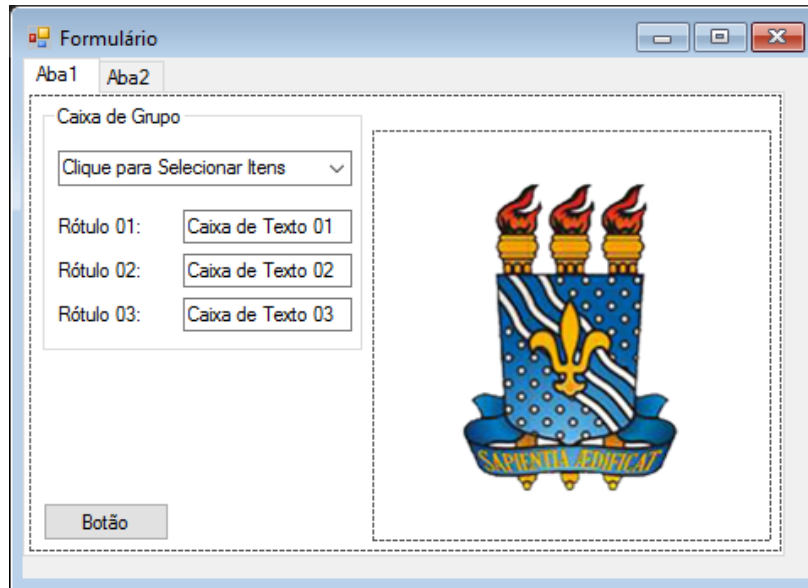 Formulário
Aba1 Aba2
Caixa de Grupo
Clique para Selecionar Itens
Rótulo 01: Caixa de Texto 01
Rótulo 02: Caixa de Texto 02
Rótulo 03: Caixa de Texto 03
SAPIENTIA ÆDIFICAT
Botão